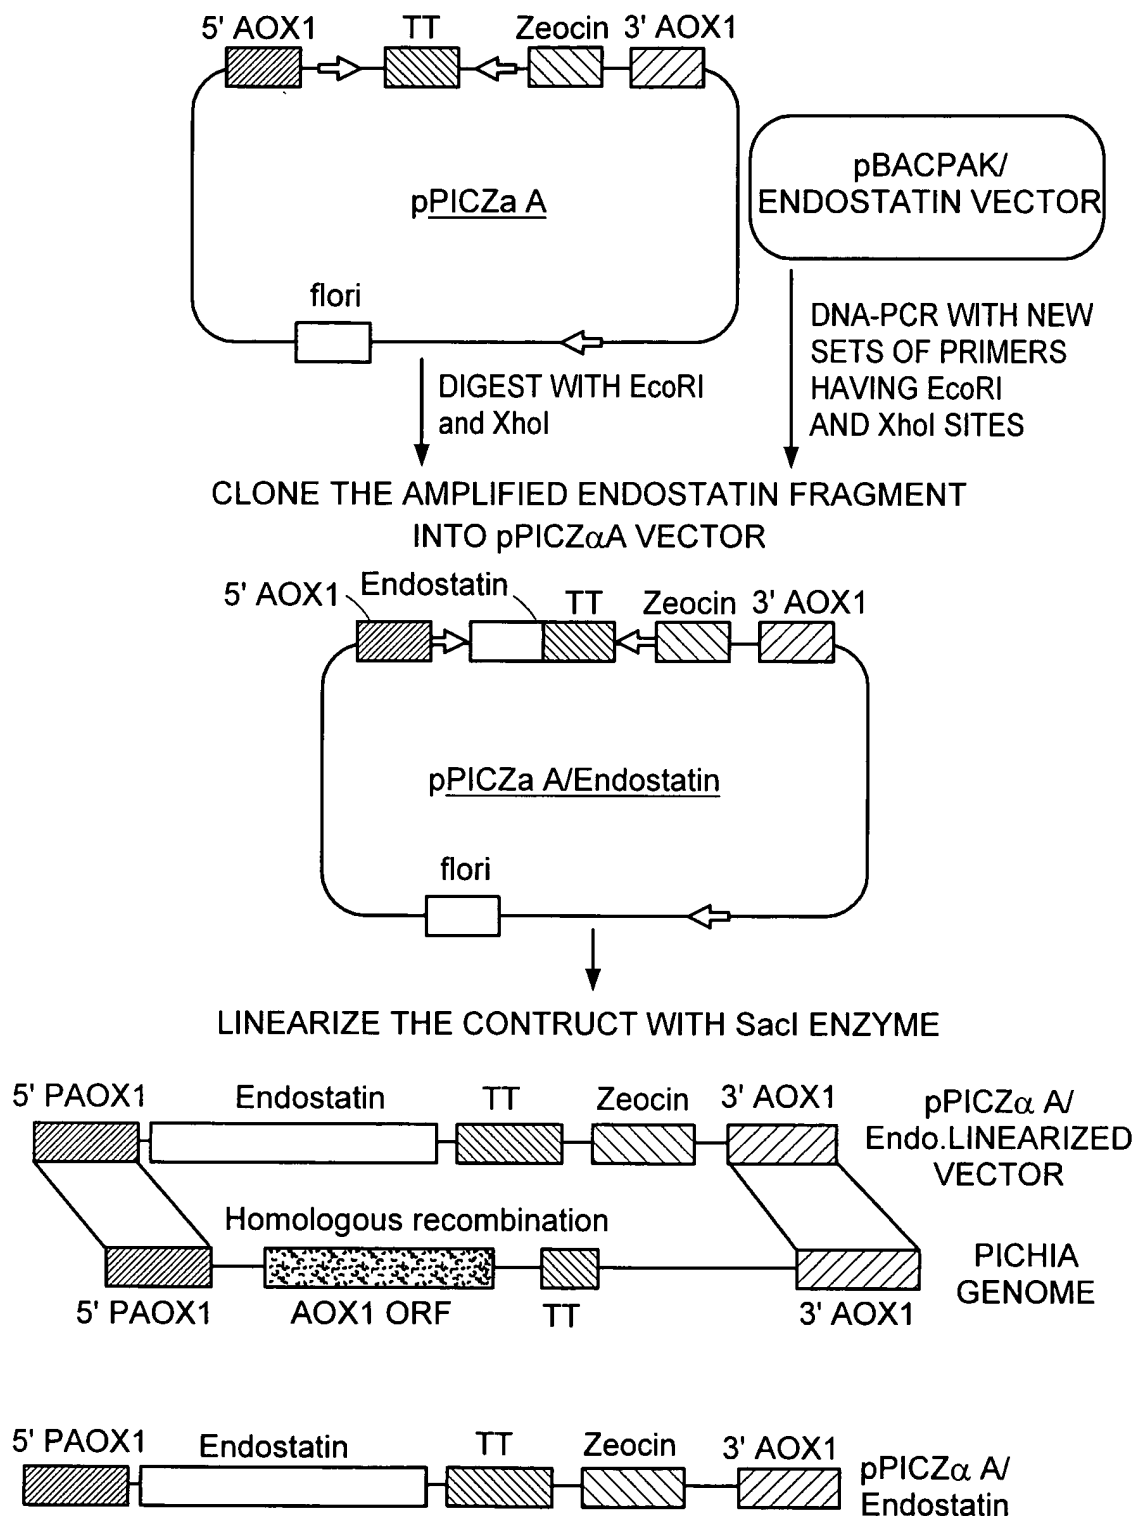 5' AOX1 TT Zeocin 3' AOX1
pPICZa A
pBACPAK/
ENDOSTATIN VECTOR
flori
DIGEST WITH EcoRI
and XhoI
DNA-PCR WITH NEW
SETS OF PRIMERS
HAVING EcoRI
AND XhoI SITES
CLONE THE AMPLIFIED ENDOSTATIN FRAGMENT
INTO pPICZαA VECTOR
5' AOX1 Endostatin TT Zeocin 3' AOX1
pPICZa A/Endostatin
flori
LINEARIZE THE CONTRUCT WITH SacI ENZYME
5' PAOX1 Endostatin TT Zeocin 3' AOX1
pPICZα A/
Endo.LINEARIZED
VECTOR
Homologous recombination
5' PAOX1 AOX1 ORF TT 3' AOX1
PICHIA
GENOME
5' PAOX1 Endostatin TT Zeocin 3' AOX1
pPICZα A/
Endostatin